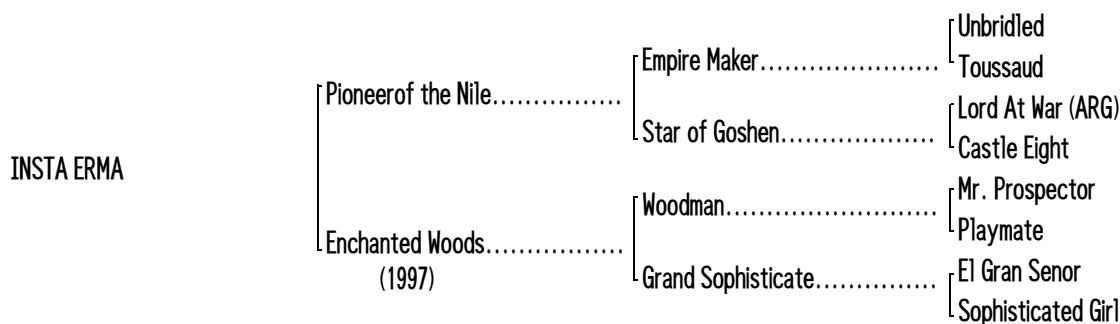 Unbridled
Empire Maker......................
Toussaud
Pioneerof the Nile................
Lord At War (ARG)
Star of Goshen...................
Castle Eight
INSTA ERMA
Mr. Prospector
Woodman..........................
Playmate
Enchanted Woods.................
(1997)
El Gran Senor
Grand Sophisticate...............
Sophisticated Girl